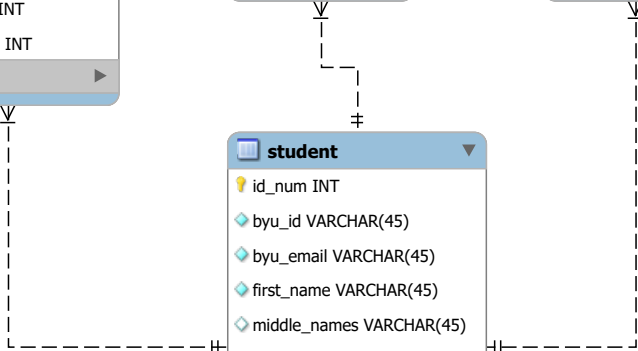 INT
INT
student
id_num INT
byu_id VARCHAR(45)
byu_email VARCHAR(45)
first_name VARCHAR(45)
middle_names VARCHAR(45)